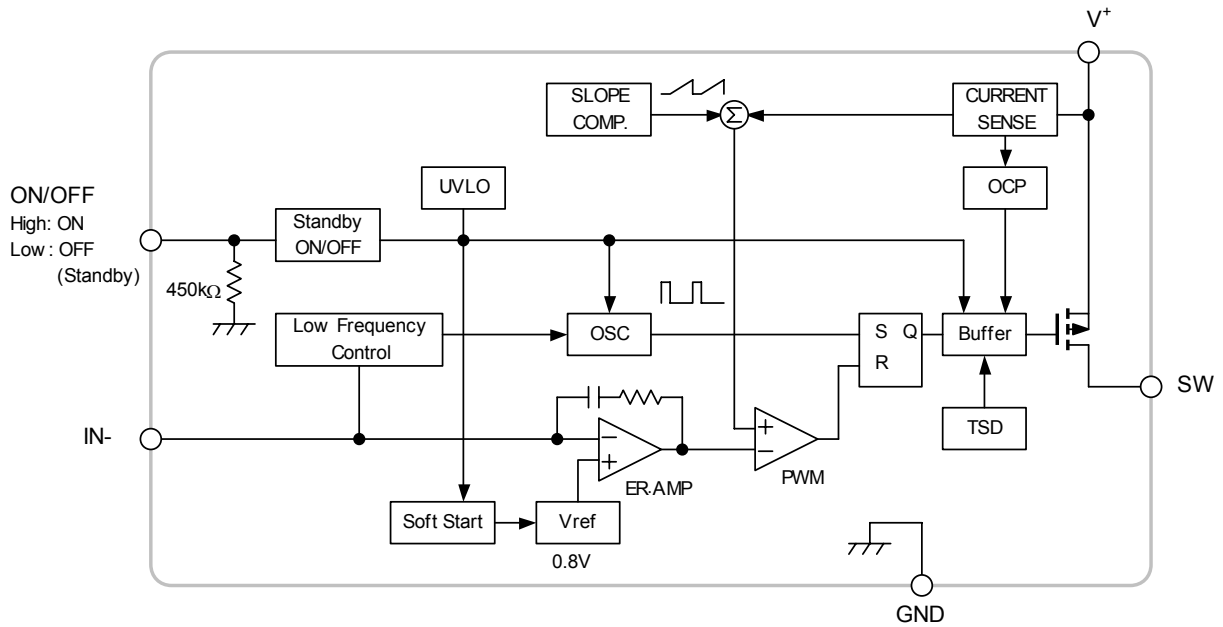 V+
SLOPE
COMP.
Σ
CURRENT
SENSE
UVLO
OCP
ON/OFF
High: ON
Low : OFF
(Standby)
Standby
ON/OFF
450kΩ
Low Frequency
Control
OSC
S Q
R
Buffer
SW
IN-
−
+
ER.AMP
+
−
PWM
TSD
Soft Start
Vref
0.8V
GND